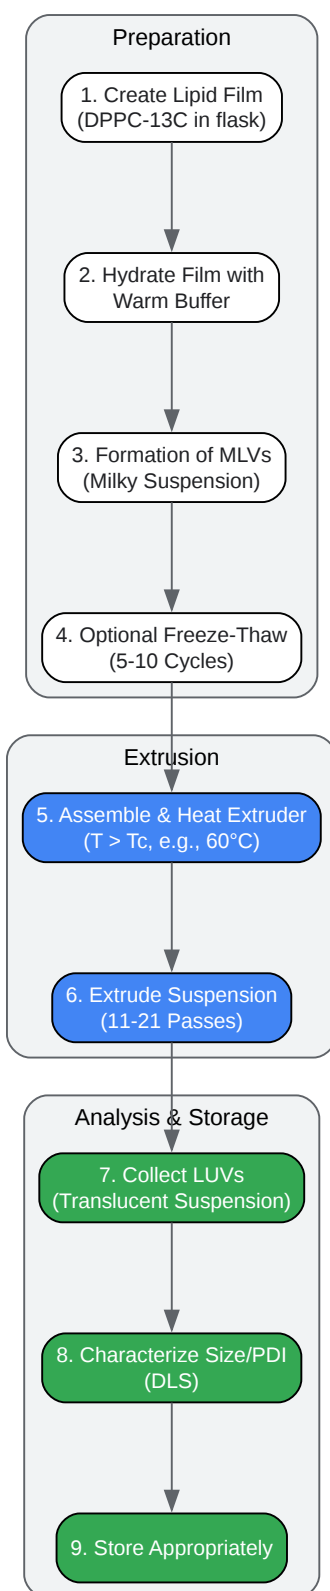 Preparation
1. Create Lipid Film
(DPPC-13C in flask)
2. Hydrate Film with
Warm Buffer
3. Formation of MLVs
(Milky Suspension)
4. Optional Freeze-Thaw
(5-10 Cycles)
Extrusion
5. Assemble & Heat Extruder
(T > Tc, e.g., 60°C)
6. Extrude Suspension
(11-21 Passes)
Analysis & Storage
7. Collect LUVs
(Translucent Suspension)
8. Characterize Size/PDI
(DLS)
9. Store Appropriately